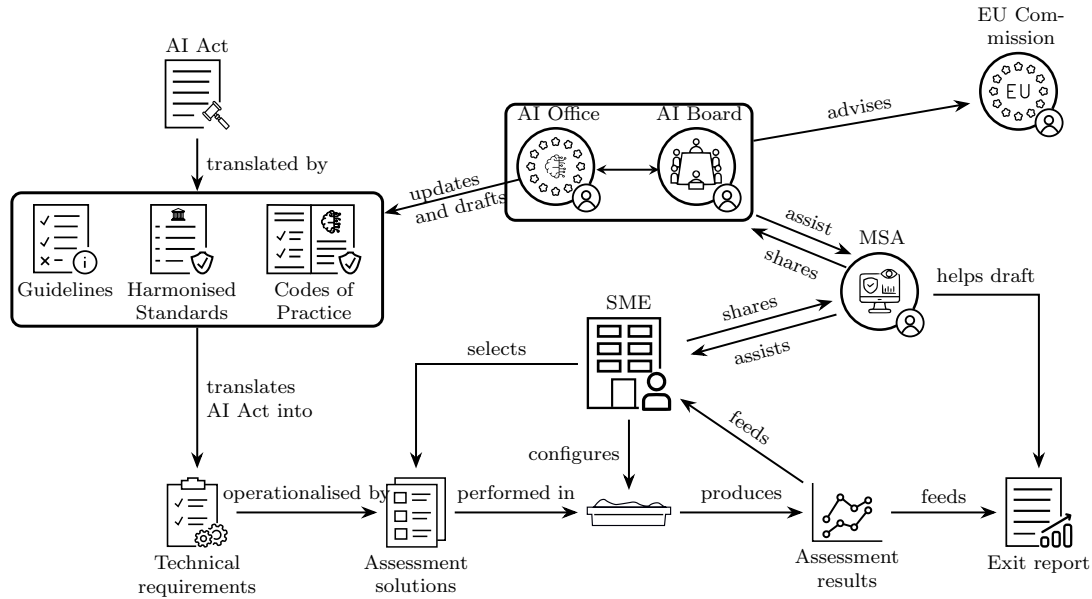 EU Com-
mission
EU
AI Act
AI Office
AI Board
advises
translated by
updates
and drafts
assist
shares
MSA
helps draft
Guidelines
Harmonised
Standards
Codes of
Practice
SME
shares
assists
selects
translates
AI Act into
feeds
configures
operationalised by
performed in
produces
feeds
Technical
requirements
Assessment
solutions
Assessment
results
Exit report